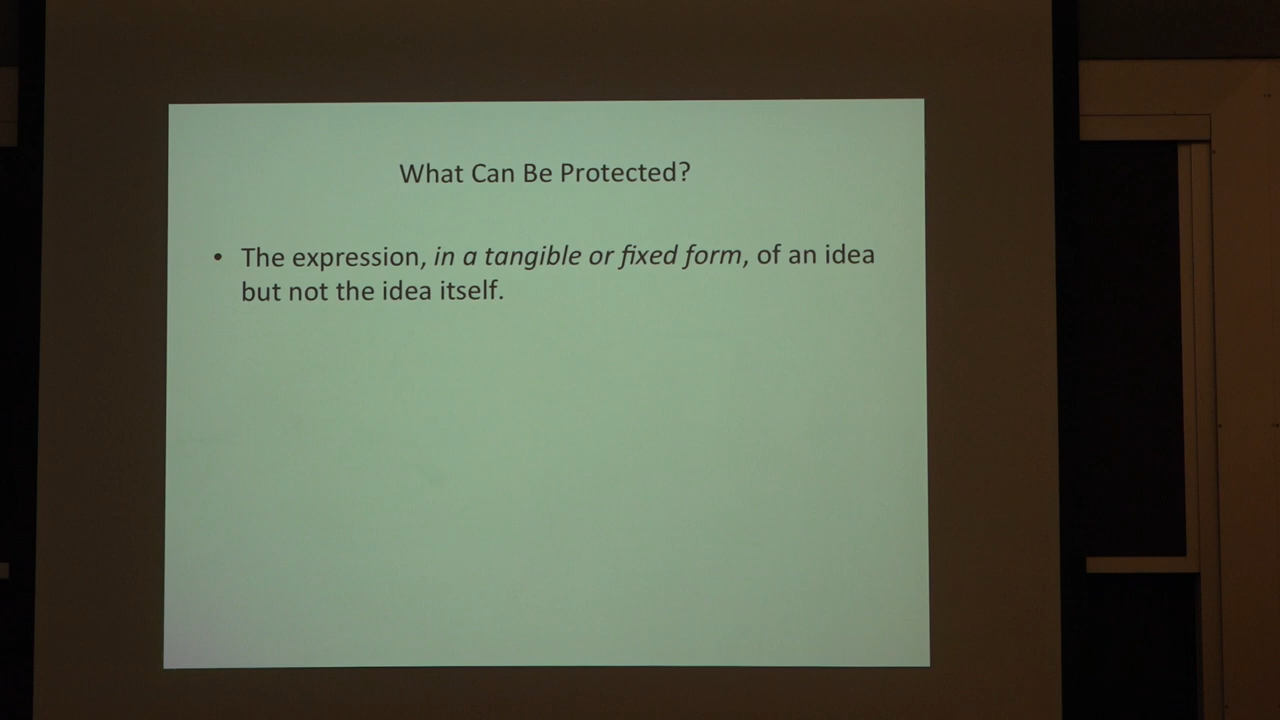 What Can Be Protected?
• The expression, in a tangible or fixed form, of an idea
but not the idea itself.